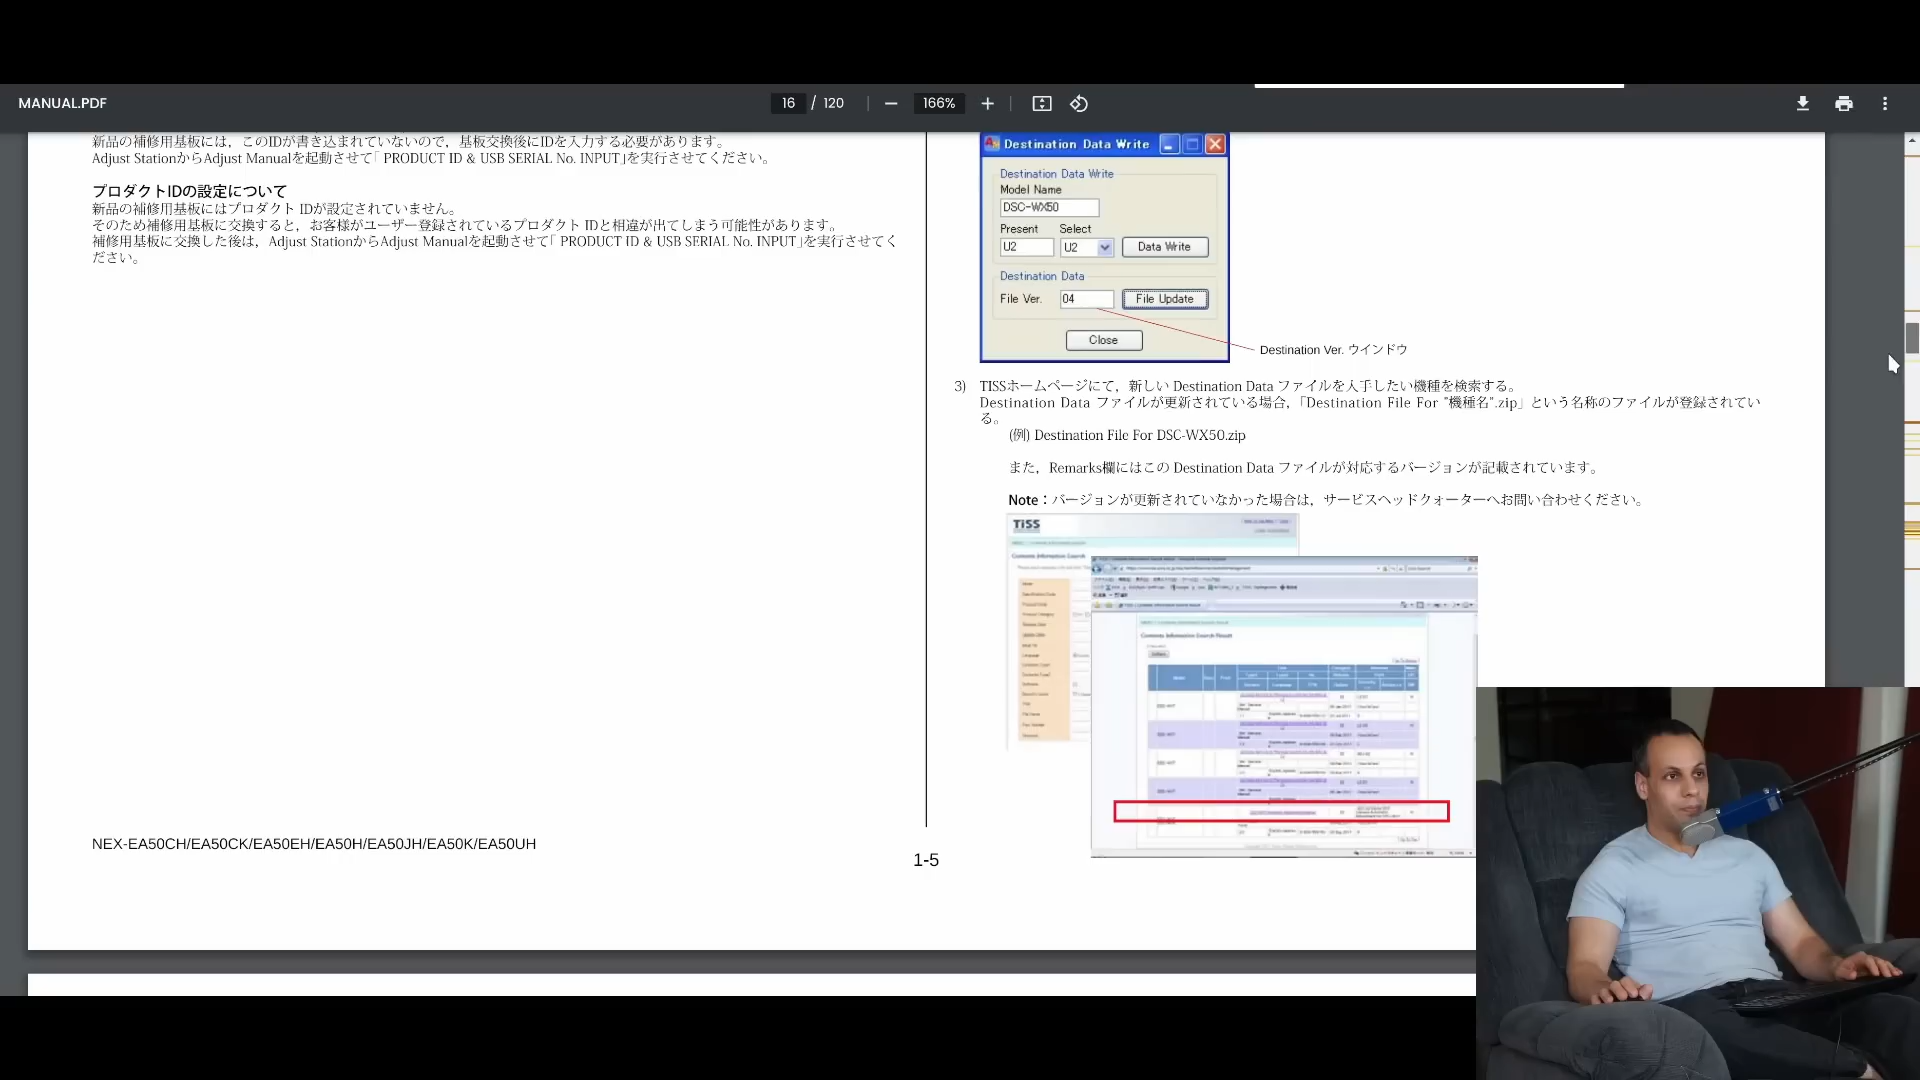 MANUAL.PDF
16 / 120
166%
新品の補修用基板には，このIDが書き込まれていないので，基板交換後にIDを入力する必要があります。
Adjust StationからAdjust Manualを起動させて「 PRODUCT ID & USB SERIAL No. INPUT」を実行させてください。
プロダクトIDの設定について
新品の補修用基板にはプロダクト IDが設定されていません。
そのため補修用基板に交換すると，お客様がユーザー登録されているプロダクト IDと相違が出てしまう可能性があります。
補修用基板に交換した後は，Adjust StationからAdjust Manualを起動させて「 PRODUCT ID & USB SERIAL No. INPUT」を実行させてく
ださい。
NEX-EA50CH/EA50CK/EA50EH/EA50H/EA50JH/EA50K/EA50UH
1-5
Destination Data Write
Destination Data Write
Model Name
DSC-WX50
Present Select
U2 U2 Data Write
Destination Data
File Ver. 04 File Update
Close
Destination Ver. ウインドウ
3) TISSホームページにて，新しい Destination Data ファイルを入手したい機種を検索する。
Destination Data ファイルが更新されている場合，「Destination File For "機種名".zip」という名称のファイルが登録されてい
る。
(例) Destination File For DSC-WX50.zip
また，Remarks欄にはこの Destination Data ファイルが対応するバージョンが記載されています。
Note：バージョンが更新されていなかった場合は，サービスヘッドクォーターへお問い合わせください。
TiSS
Contents Information Search
Contents Information Search Result